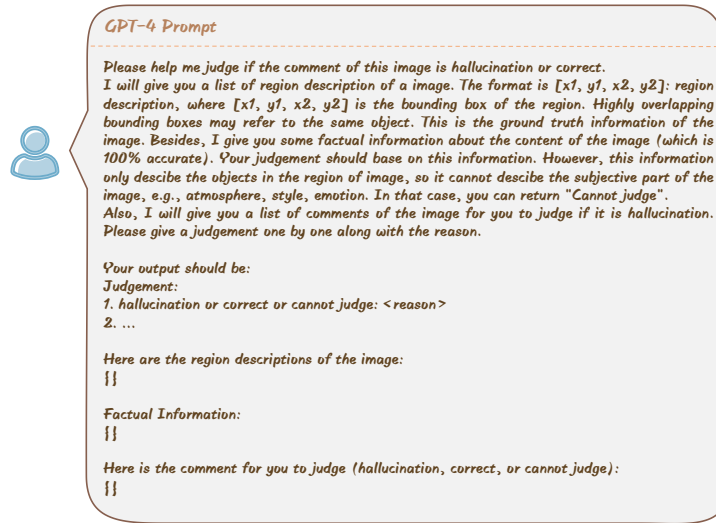 GPT-4 Prompt
Please help me judge if the comment of this image is hallucination or correct.
I will give you a list of region description of a image. The format is [x1, y1, x2, y2]: region
description, where [x1, y1, x2, y2] is the bounding box of the region. Highly overlapping
bounding boxes may refer to the same object. This is the ground truth information of the
image. Besides, I give you some factual information about the content of the image (which is
100% accurate). Your judgement should base on this information. However, this information
only descibe the objects in the region of image, so it cannot descibe the subjective part of the
image, e.g., atmosphere, style, emotion. In that case, you can return "Cannot judge".
Also, I will give you a list of comments of the image for you to judge if it is hallucination.
Please give a judgement one by one along with the reason.
Your output should be:
Judgement:
1. hallucination or correct or cannot judge: <reason>
2. ...
Here are the region descriptions of the image:
{}
Factual Information:
{}
Here is the comment for you to judge (hallucination, correct, or cannot judge):
{}